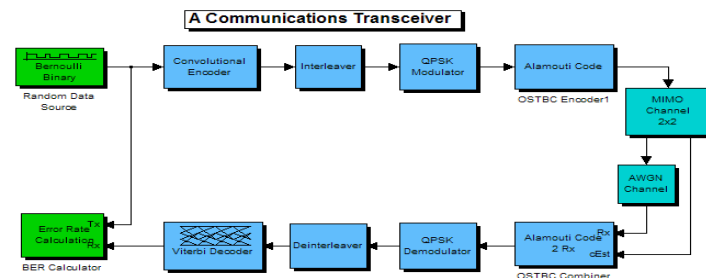 A Communications Transceiver
Bernoulli
Binary
Random Data
Source
Convolutional
Encoder
Interleaver
QPSK
Modulator
Alamouti Code
OSTBC Encoder1
MIMO
Channel
2x2
AWGN
Channel
Tx
Error Rate
Calculation
Rx
BER Calculator
Viterbi Decoder
Deinterleaver
QPSK
Demodulator
Rx
Alamouti Code
2 Rx
cEst
OSTBC Combiner